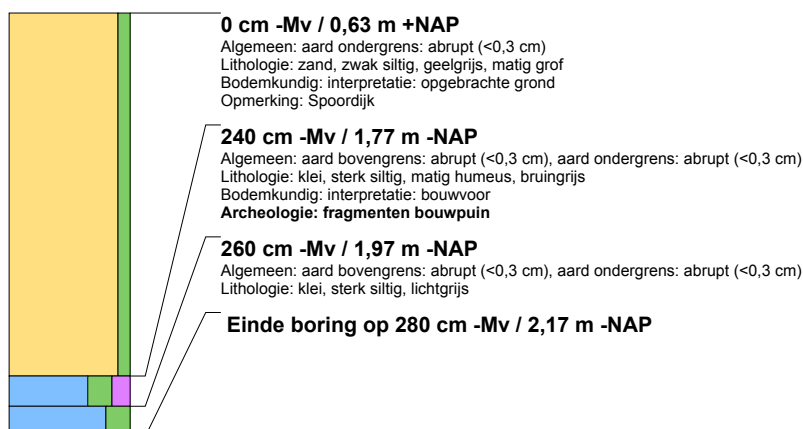 0 cm -Mv / 0,63 m +NAP
Algemeen: aard ondergrens: abrupt (<0,3 cm)
Lithologie: zand, zwak siltig, geelgrijs, matig grof
Bodemkundig: interpretatie: opgebrachte grond
Opmerking: Spoordijk
240 cm -Mv / 1,77 m -NAP
Algemeen: aard bovengrens: abrupt (<0,3 cm), aard ondergrens: abrupt (<0,3 cm)
Lithologie: klei, sterk siltig, matig humeus, bruingrijs
Bodemkundig: interpretatie: bouwvoor
Archeologie: fragmenten bouwpuin
260 cm -Mv / 1,97 m -NAP
Algemeen: aard bovengrens: abrupt (<0,3 cm), aard ondergrens: abrupt (<0,3 cm)
Lithologie: klei, sterk siltig, lichtgrijs
Einde boring op 280 cm -Mv / 2,17 m -NAP